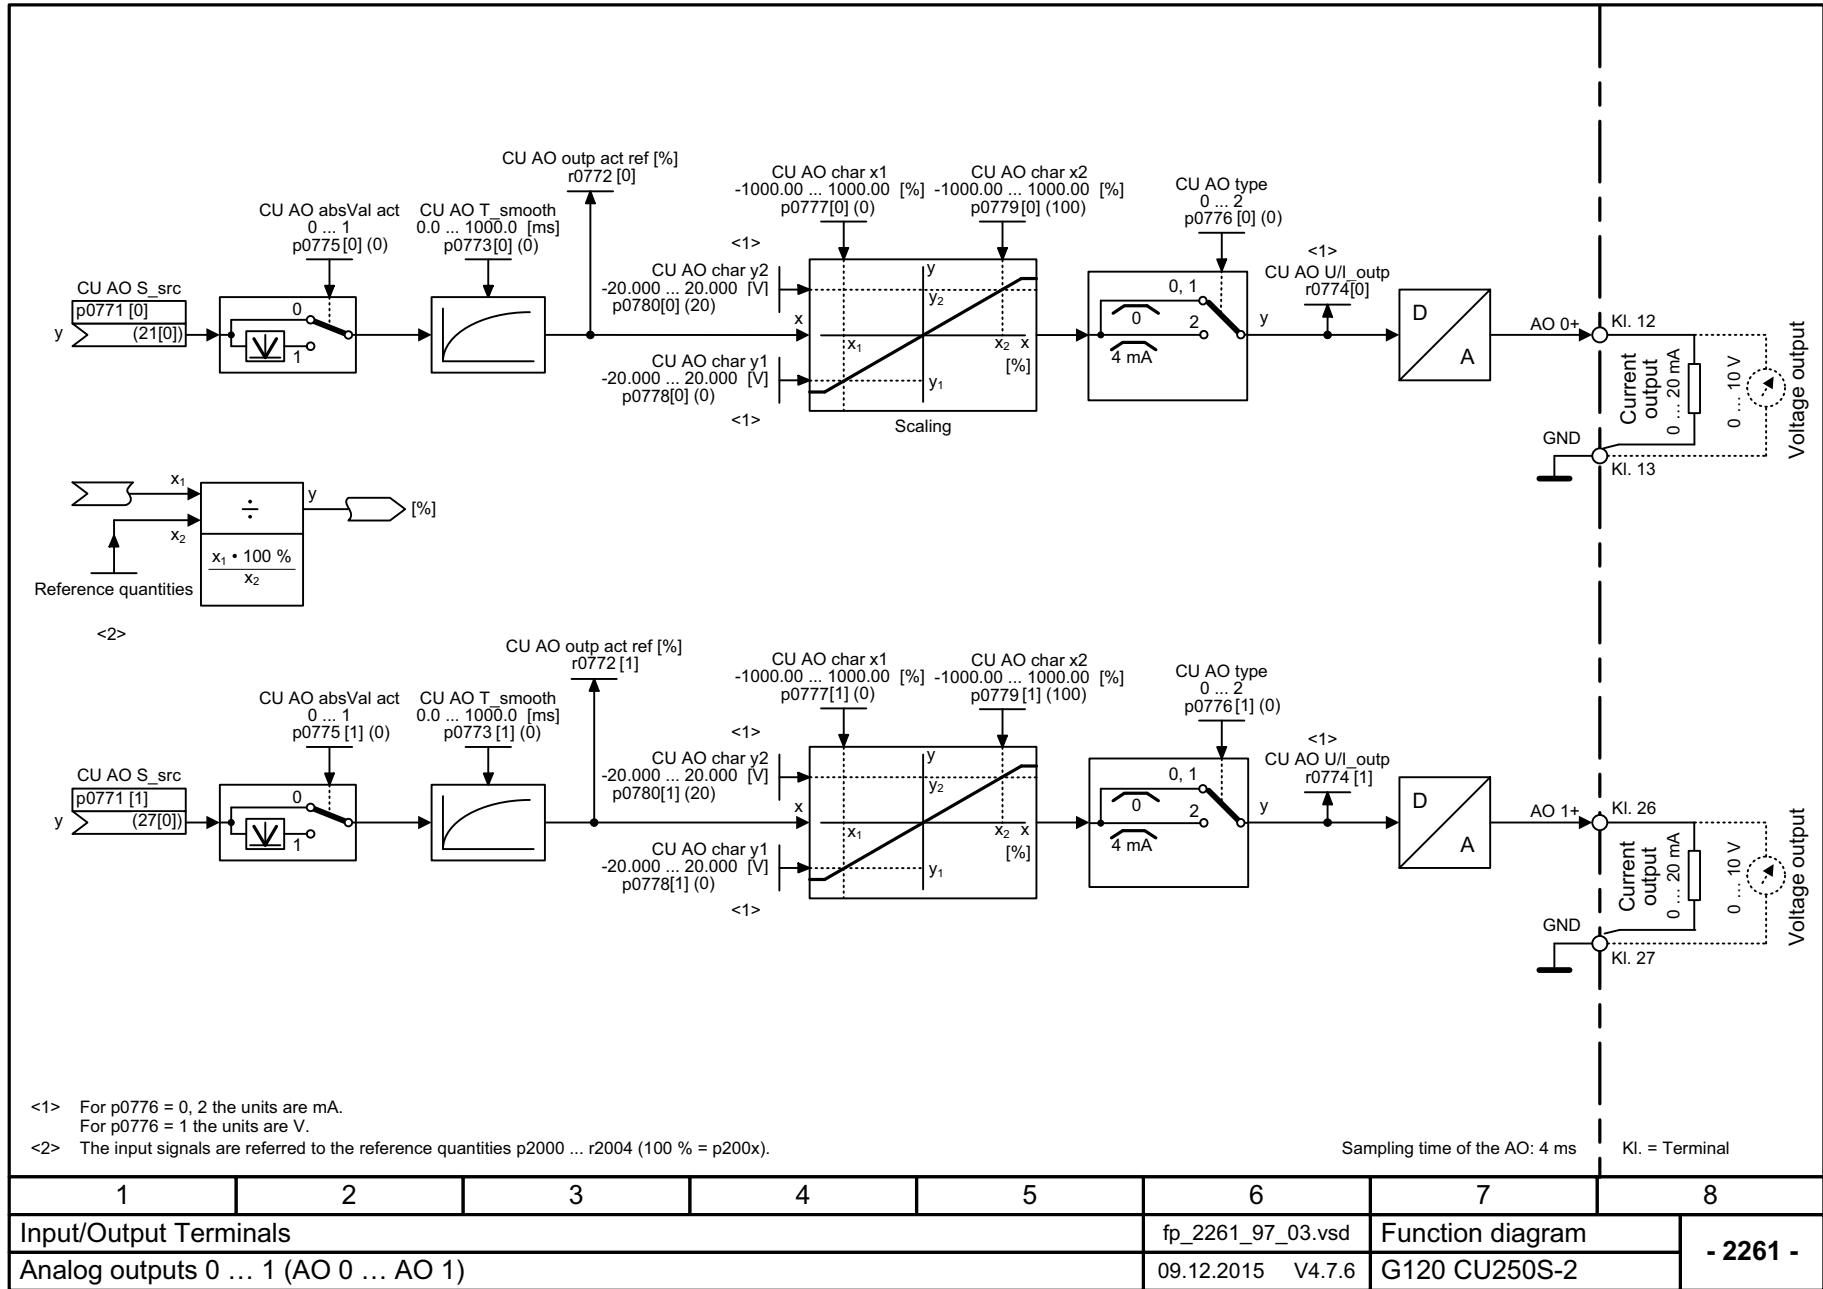 CU AO outp act ref [%]
r0772 [0]
CU AO char x1
-1000.00 ... 1000.00 [%]
p0777[0] (0)
CU AO char x2
-1000.00 ... 1000.00 [%]
p0779[0] (100)
CU AO type
0 ... 2
p0776 [0] (0)
CU AO absVal act
0 ... 1
p0775[0] (0)
CU AO T_smooth
0.0 ... 1000.0 [ms]
p0773[0] (0)
<1>
CU AO char y2
-20.000 ... 20.000 [V]
p0780[0] (20)
<1>
CU AO U/I_outp
r0774[0]
CU AO S_src
p0771 [0]
(21[0])
y
0
1
x
CU AO char y1
-20.000 ... 20.000 [V]
p0778[0] (0)
<1>
y
y2
x1
x2 x
[%]
y1
Scaling
0, 1
0
2
4 mA
y
D
A
AO 0+
Kl. 12
Current output
0 ... 20 mA
0 ... 10 V
Voltage output
GND
Kl. 13
x1
x2
÷
y
[%]
x1 • 100 %
x2
Reference quantities
<2>
CU AO outp act ref [%]
r0772 [1]
CU AO char x1
-1000.00 ... 1000.00 [%]
p0777[1] (0)
CU AO char x2
-1000.00 ... 1000.00 [%]
p0779 [1] (100)
CU AO type
0 ... 2
p0776 [1] (0)
CU AO absVal act
0 ... 1
p0775 [1] (0)
CU AO T_smooth
0.0 ... 1000.0 [ms]
p0773 [1] (0)
<1>
CU AO char y2
-20.000 ... 20.000 [V]
p0780[1] (20)
<1>
CU AO U/I_outp
r0774 [1]
CU AO S_src
p0771 [1]
(27[0])
y
0
1
x
CU AO char y1
-20.000 ... 20.000 [V]
p0778[1] (0)
<1>
y
y2
x1
x2 x
[%]
y1
0, 1
0
2
4 mA
y
D
A
AO 1+
Kl. 26
Current output
0 ... 20 mA
0 ... 10 V
Voltage output
GND
Kl. 27
<1> For p0776 = 0, 2 the units are mA.
For p0776 = 1 the units are V.
<2> The input signals are referred to the reference quantities p2000 ... r2004 (100 % = p200x).
Sampling time of the AO: 4 ms
Kl. = Terminal
1 2 3 4 5 6 7 8
Input/Output Terminals
fp_2261_97_03.vsd
Function diagram
- 2261 -
Analog outputs 0 ... 1 (AO 0 ... AO 1)
09.12.2015 V4.7.6
G120 CU250S-2